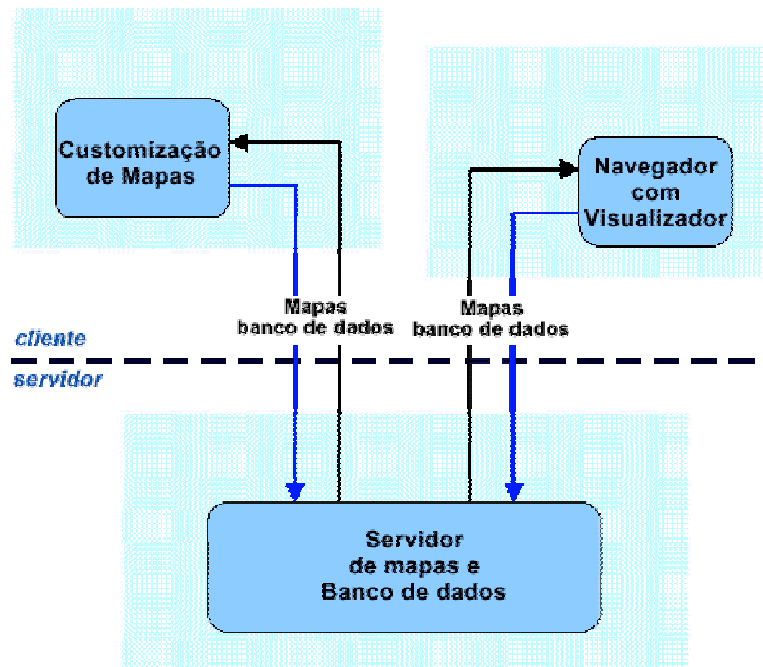 Customização
de Mapas
Navegador
com
Visualizador
Mapas
banco de dados
Mapas
banco de dados
cliente
servidor
Servidor
de mapas e
Banco de dados